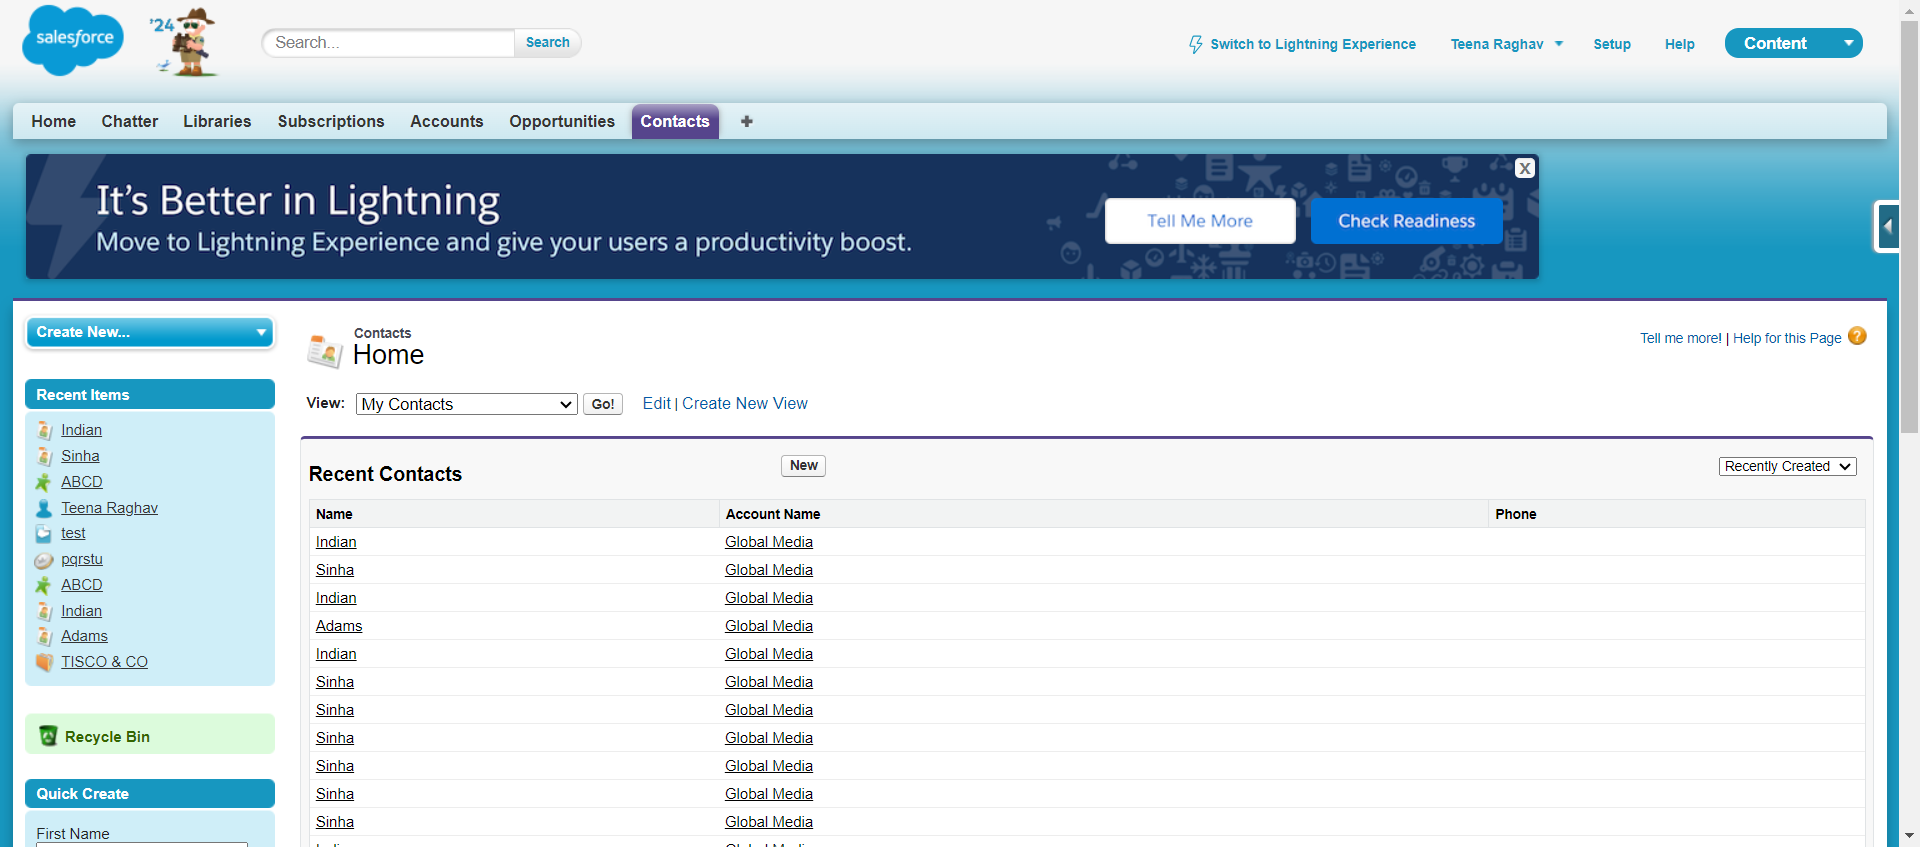 salesforce
'24
Search...
Search
Switch to Lightning Experience
Teena Raghav
Setup
Help
Content
Home
Chatter
Libraries
Subscriptions
Accounts
Opportunities
Contacts
+
It's Better in Lightning
Move to Lightning Experience and give your users a productivity boost.
Tell Me More
Check Readiness
X
Create New...
Contacts
Home
Tell me more! | Help for this Page
?
View:
My Contacts
Go!
Edit | Create New View
Recent Items
Indian
Sinha
ABCD
Teena Raghav
test
pqrstu
ABCD
Indian
Adams
TISCO & CO
Recycle Bin
Quick Create
First Name
Recent Contacts
New
Recently Created
Name Account Name Phone
Indian Global Media
Sinha Global Media
Indian Global Media
Adams Global Media
Indian Global Media
Sinha Global Media
Sinha Global Media
Sinha Global Media
Sinha Global Media
Sinha Global Media
Sinha Global Media